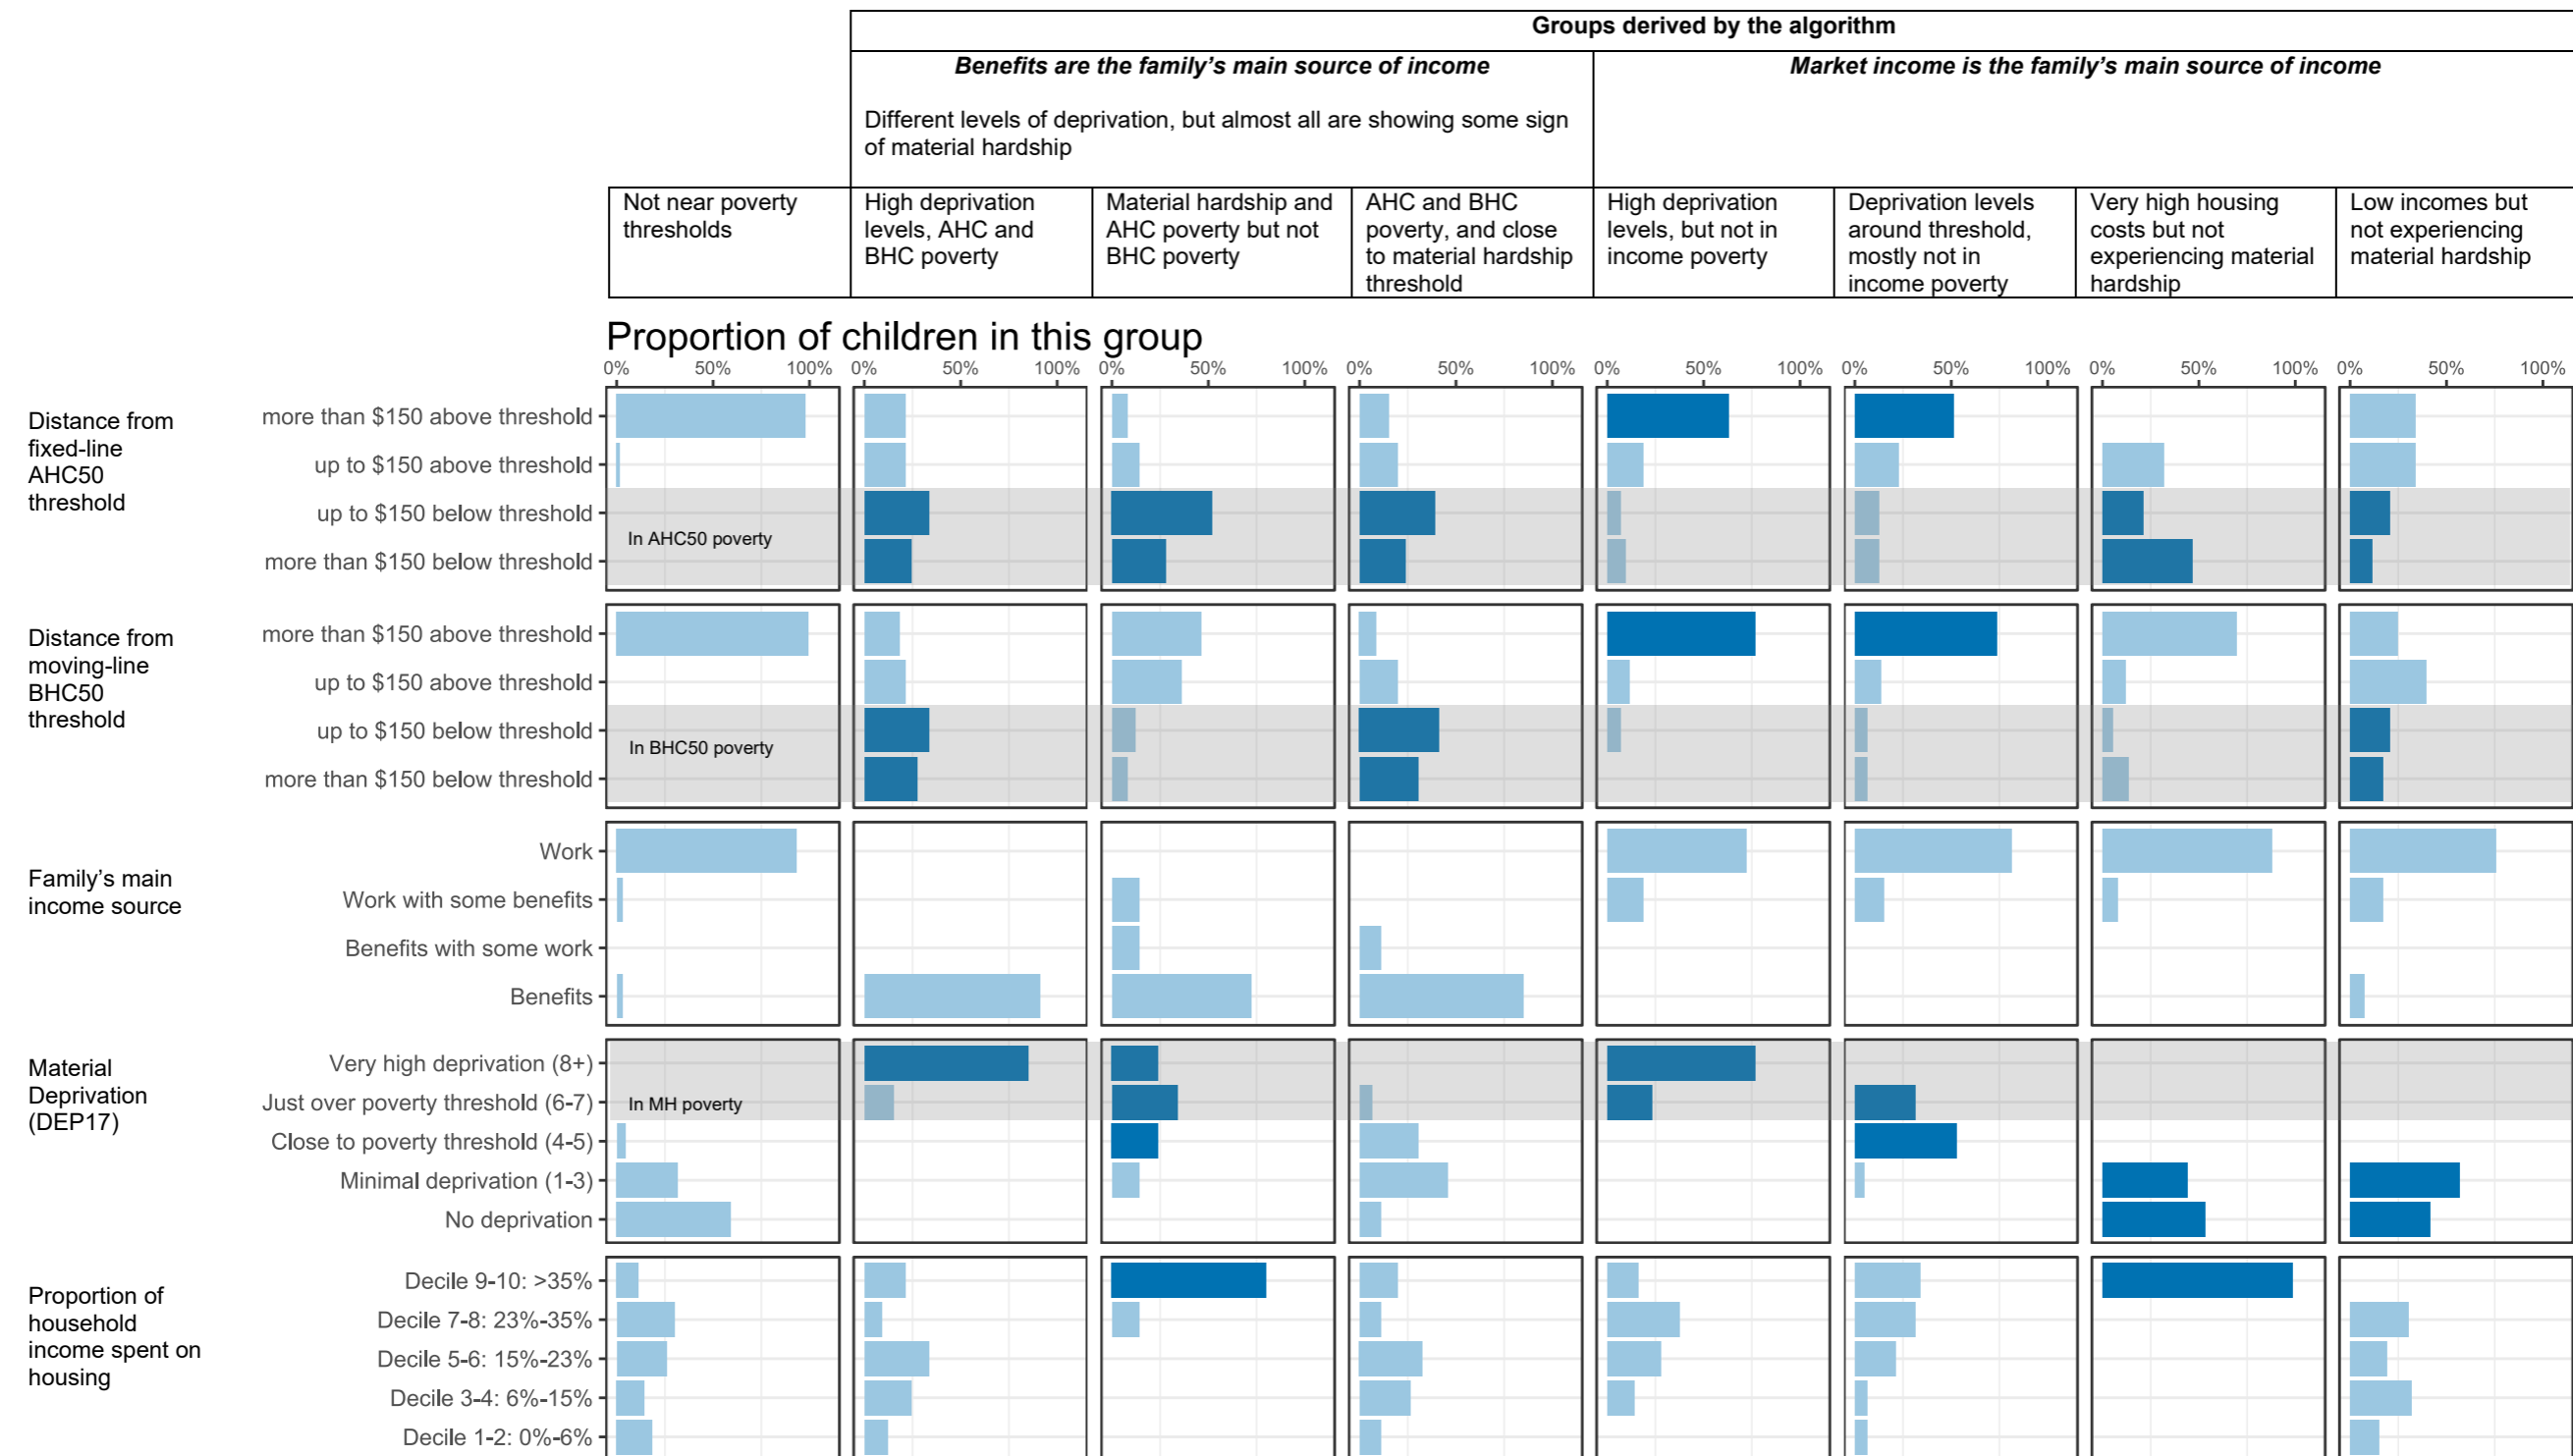 Groups derived by the algorithm
Benefits are the family's main source of income
Market income is the family's main source of income
Different levels of deprivation, but almost all are showing some sign
of material hardship
Not near poverty
thresholds
High deprivation
levels, AHC and
BHC poverty
Material hardship and
AHC poverty but not
BHC poverty
AHC and BHC
poverty, and close
to material hardship
threshold
High deprivation
levels, but not in
income poverty
Deprivation levels
around threshold,
mostly not in
income poverty
Very high housing
costs but not
experiencing material
hardship
Low incomes but
not experiencing
material hardship
Proportion of children in this group
0% 50% 100% 0% 50% 100% 0% 50% 100% 0% 50% 100% 0% 50% 100% 0% 50% 100% 0% 50% 100% 0% 50% 100%
Distance from
fixed-line
AHC50
threshold
more than $150 above threshold
up to $150 above threshold
up to $150 below threshold
more than $150 below threshold
In AHC50 poverty
Distance from
moving-line
BHC50
threshold
more than $150 above threshold
up to $150 above threshold
up to $150 below threshold
more than $150 below threshold
In BHC50 poverty
Family's main
income source
Work
Work with some benefits
Benefits with some work
Benefits
Material
Deprivation
(DEP17)
Very high deprivation (8+)
Just over poverty threshold (6-7)
Close to poverty threshold (4-5)
Minimal deprivation (1-3)
No deprivation
In MH poverty
Proportion of
household
income spent on
housing
Decile 9-10: >35%
Decile 7-8: 23%-35%
Decile 5-6: 15%-23%
Decile 3-4: 6%-15%
Decile 1-2: 0%-6%